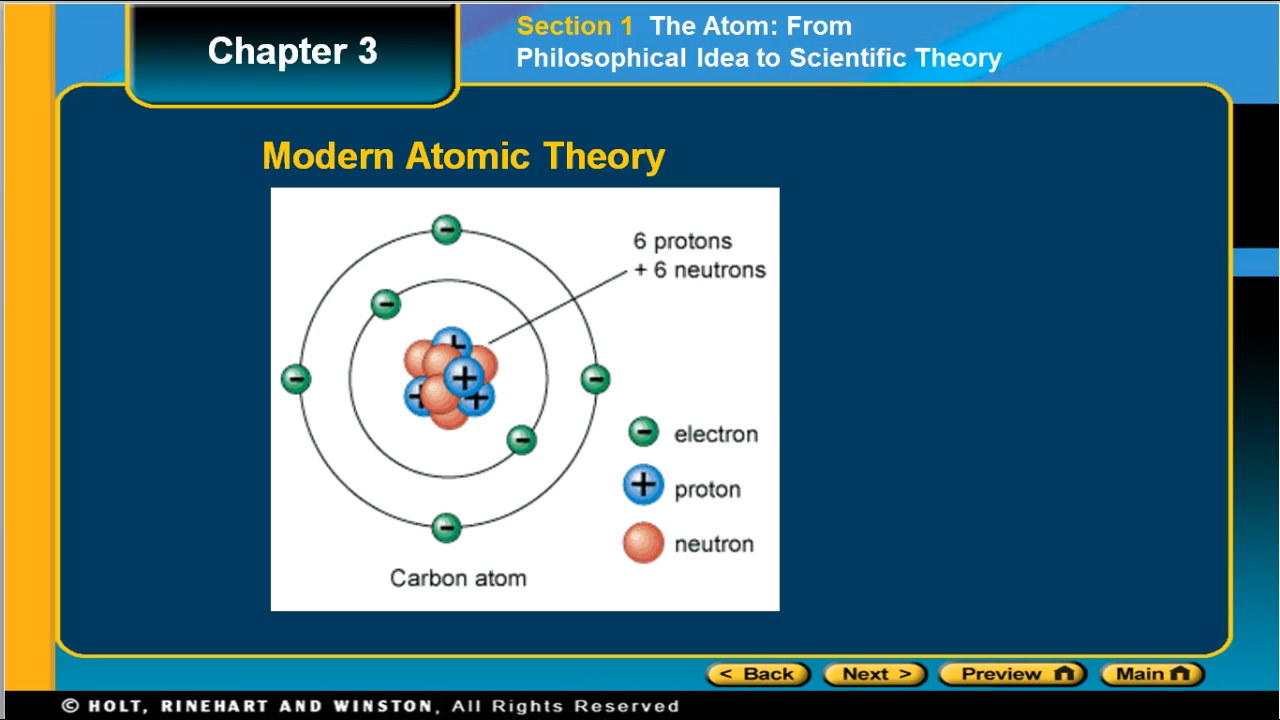 Chapter 3
Section 1 The Atom: From
Philosophical Idea to Scientific Theory
Modern Atomic Theory
6 protons
+ 6 neutrons
electron
proton
neutron
Carbon atom
< Back
Next >
Preview
Main
© HOLT, RINEHART AND WINSTON, All Rights Reserved